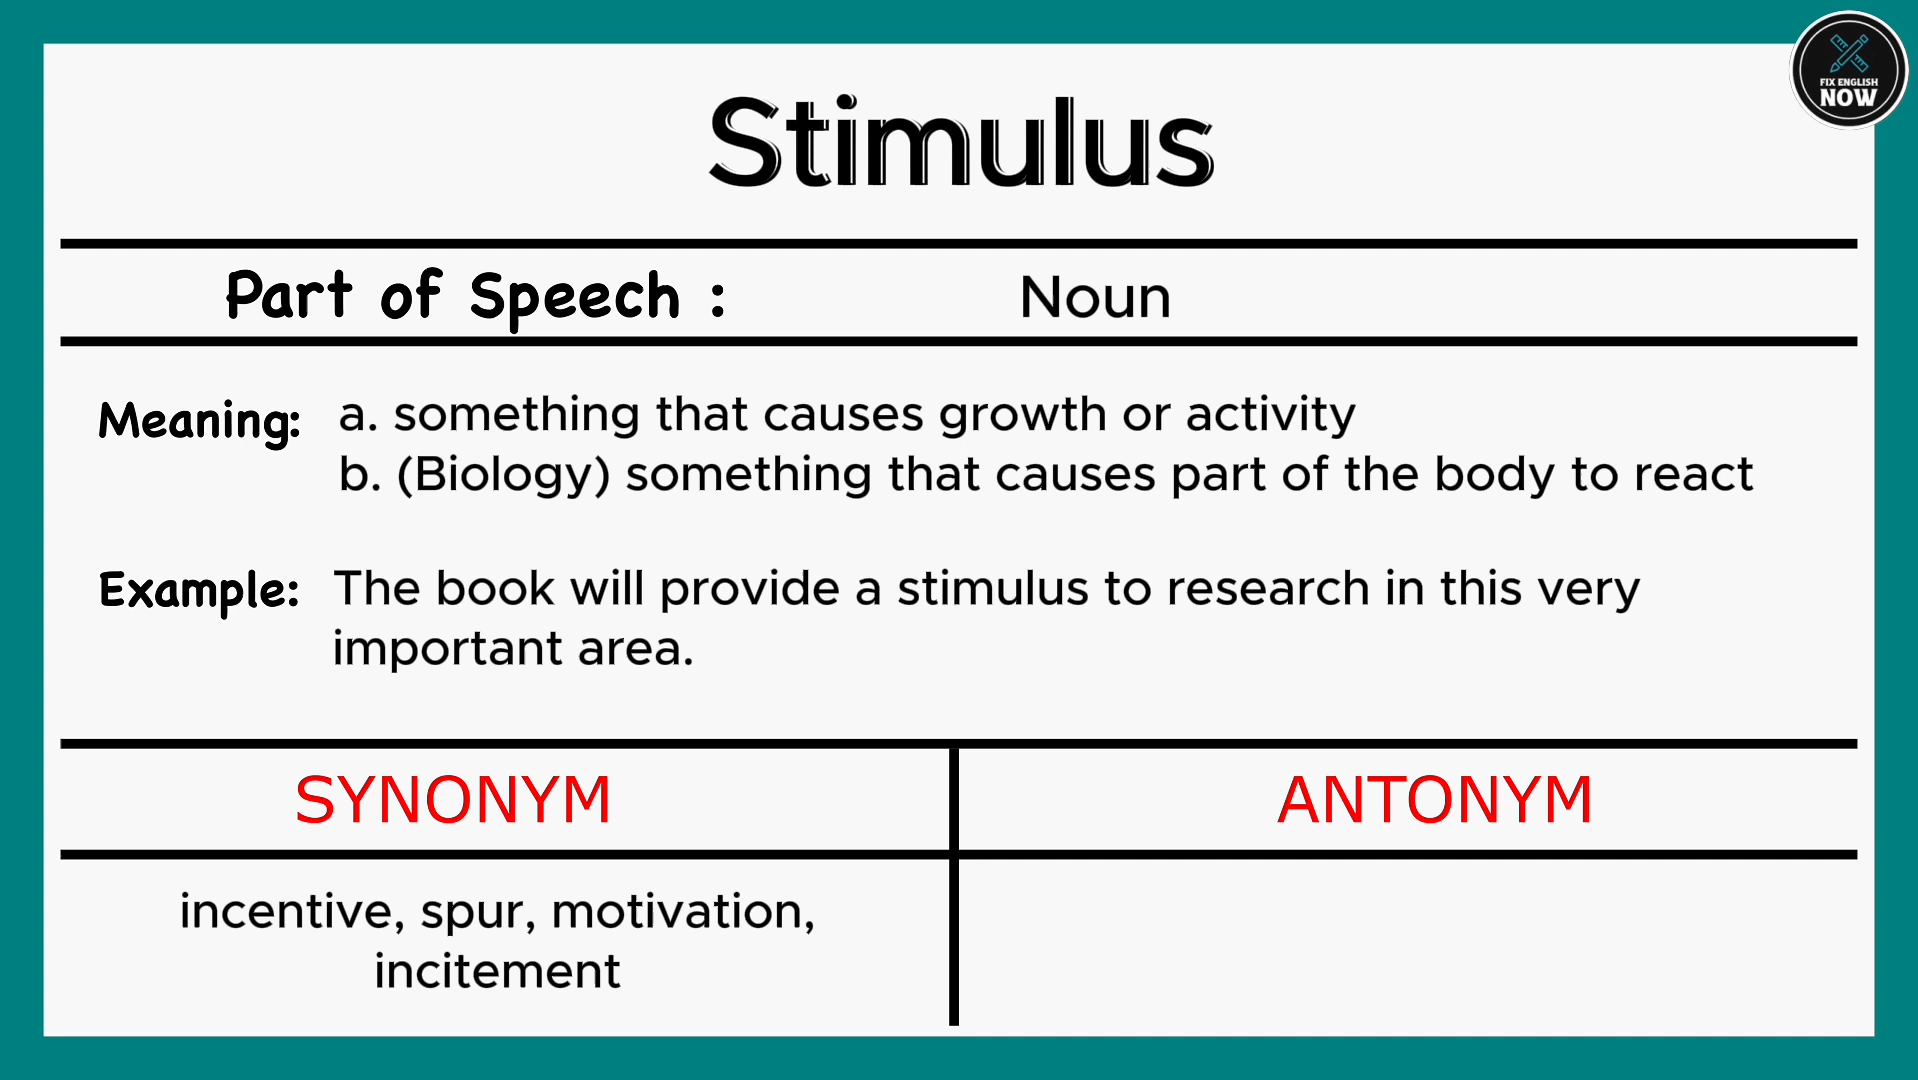 FIX ENGLISH
NOW
Stimulus
Part of Speech : Noun
Meaning: a. something that causes growth or activity
b. (Biology) something that causes part of the body to react
Example: The book will provide a stimulus to research in this very
important area.
SYNONYM ANTONYM
incentive, spur, motivation,
incitement